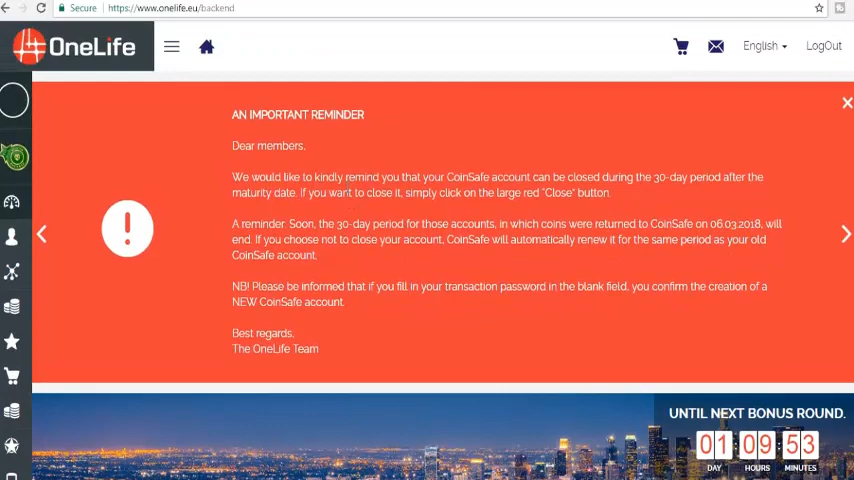 Secure https://www.onelife.eu/backend
OneLife English LogOut
AN IMPORTANT REMINDER
Dear members,
We would like to kindly remind you that your CoinSafe account can be closed during the 30-day period after the
maturity date. If you want to close it, simply click on the large red "Close" button.
A reminder: Soon, the 30-day period for those accounts, in which coins were returned to CoinSafe on 06.03.2018, will
end. If you choose not to close your account, CoinSafe will automatically renew it for the same period as your old
CoinSafe account.
NB! Please be informed that if you fill in your transaction password in the blank field, you confirm the creation of a
NEW CoinSafe account.
Best regards,
The OneLife Team
UNTIL NEXT BONUS ROUND.
01 09 53
DAY HOURS MINUTES